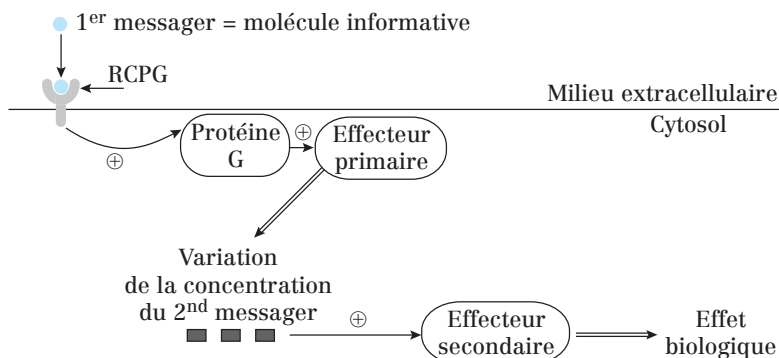 1er messager = molécule informative
RCPG
Milieu extracellulaire
Cytosol
Protéine
G
⊕
Effecteur
primaire
⊕
Variation
de la concentration
du 2nd messager
⊕
Effecteur
secondaire
Effet
biologique